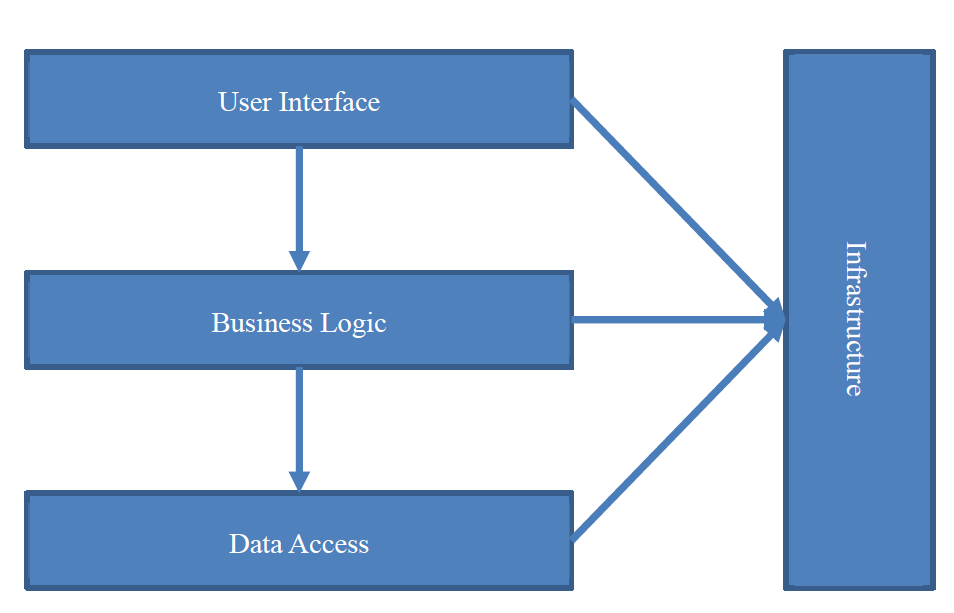 User Interface
Business Logic
Data Access
Infrastructure